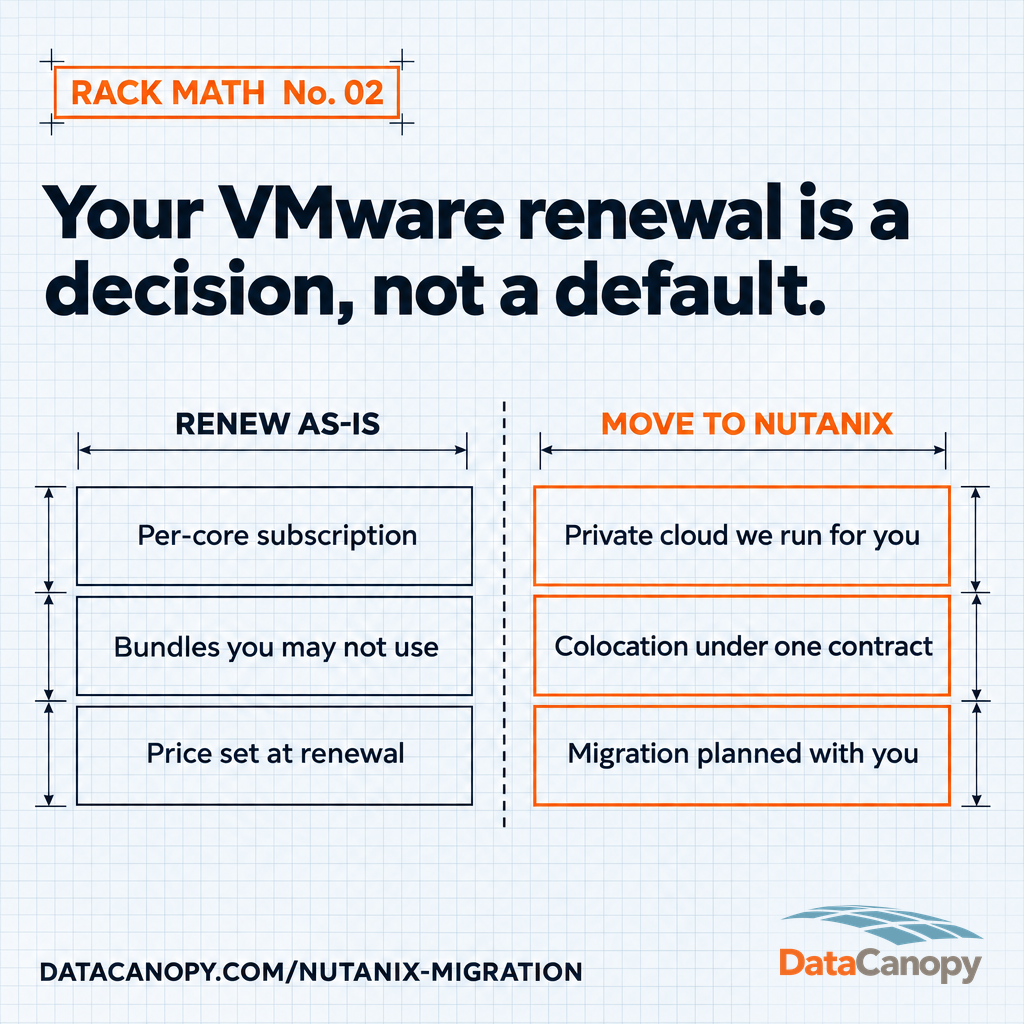 RACK MATH No. 02
Your VMware renewal is a
decision, not a default.
RENEW AS-IS
Per-core subscription
Bundles you may not use
Price set at renewal
MOVE TO NUTANIX
Private cloud we run for you
Colocation under one contract
Migration planned with you
DATACANOPY.COM/NUTANIX-MIGRATION
DataCanopy